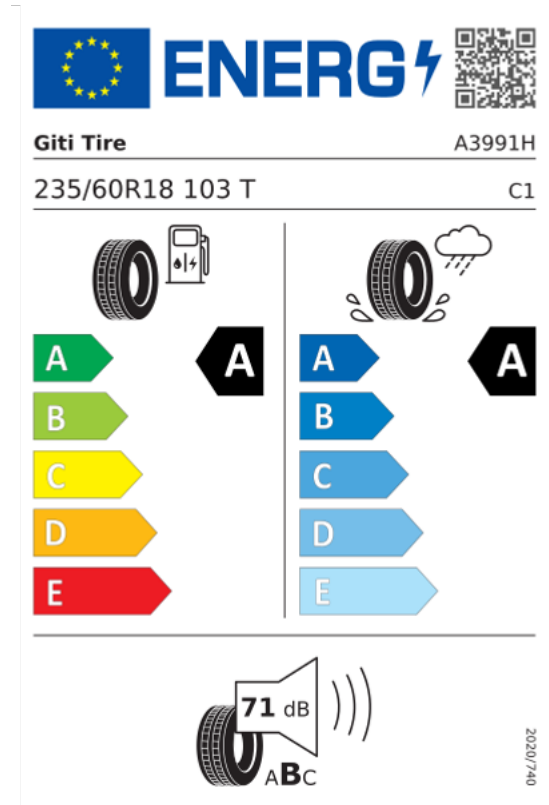 ENERG
Giti Tire A3991H
235/60R18 103 T C1
A A A A
B B
C C
D D
E E
71 dB
ABC
2020/740